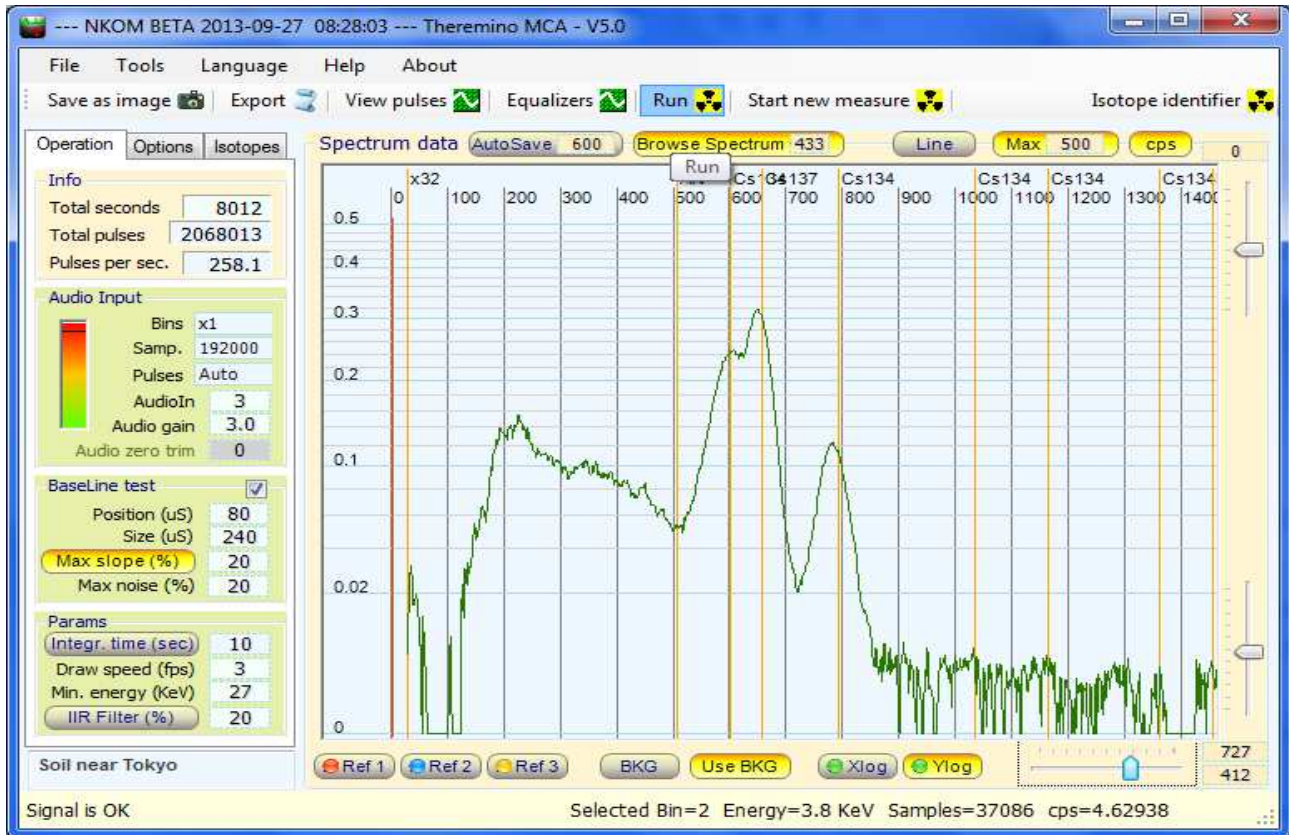 --- NKOM BETA 2013-09-27 08:28:03 --- Theremino MCA - V5.0
File Tools Language Help About
Save as image Export View pulses Equalizers Run Start new measure Isotope identifier
Operation Options Isotopes
Info
Total seconds 8012
Total pulses 2068013
Pulses per sec. 258.1
Audio Input
Bins x1
Samp. 192000
Pulses Auto
AudioIn 3
Audio gain 3.0
Audio zero trim 0
BaseLine test
Position (uS) 80
Size (uS) 240
Max slope (%) 20
Max noise (%) 20
Params
Integr. time (sec) 10
Draw speed (fps) 3
Min. energy (KeV) 27
IIR Filter (%) 20
Soil near Tokyo
Spectrum data AutoSave 600 Browse Spectrum 433 Line Max 500 cps 0
Run
x32 Cs134 Cs134 Cs134 Cs134
0 100 200 300 400 500 600 700 800 900 1000 1100 1200 1300 1400
0.5
0.4
0.3
0.2
0.1
0.02
0
Ref 1 Ref 2 Ref 3 BKG Use BKG Xlog Ylog 727
412
Signal is OK Selected Bin=2 Energy=3.8 KeV Samples=37086 cps=4.62938